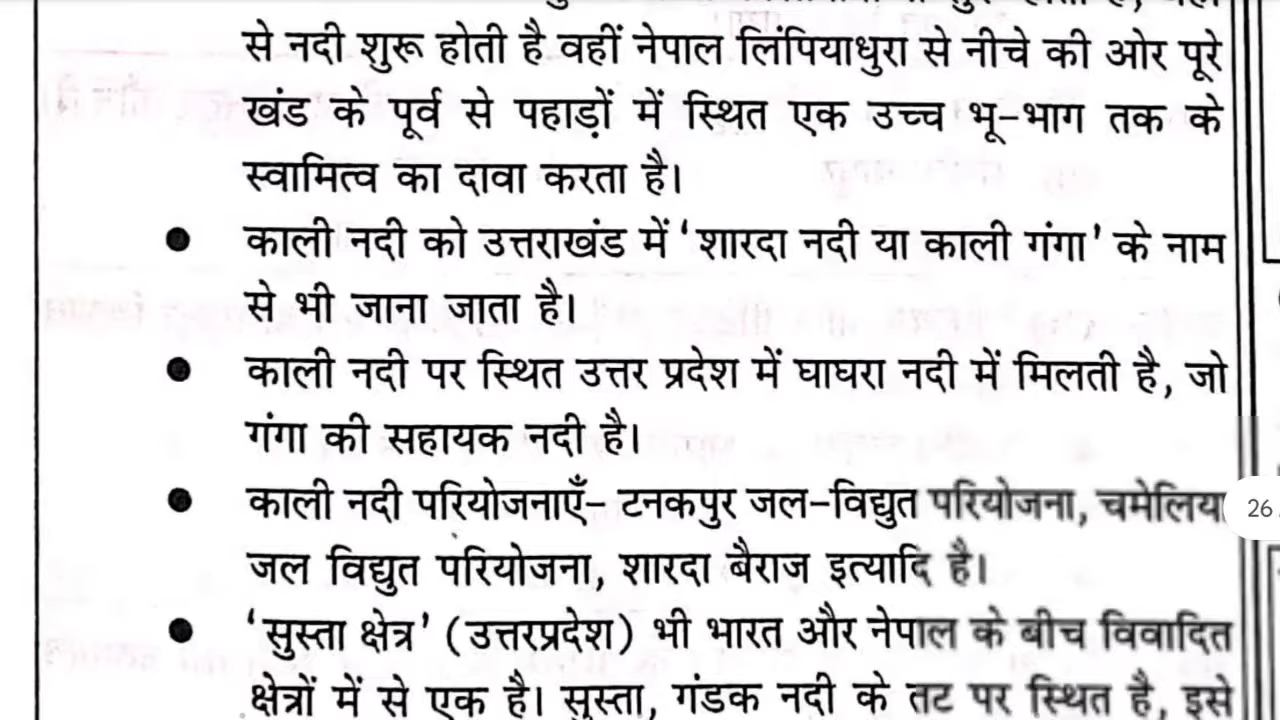 से नदी शुरू होती है वहीं नेपाल लिंपियाधुरा से नीचे की ओर पूरे
खंड के पूर्व से पहाड़ों में स्थित एक उच्च भू-भाग तक के
स्वामित्व का दावा करता है।
● काली नदी को उत्तराखंड में 'शारदा नदी या काली गंगा' के नाम
से भी जाना जाता है।
● काली नदी पर स्थित उत्तर प्रदेश में घाघरा नदी में मिलती है, जो
गंगा की सहायक नदी है।
● काली नदी परियोजनाएँ- टनकपुर जल-विद्युत परियोजना, चमेलिया
जल विद्युत परियोजना, शारदा बैराज इत्यादि है।
● 'सुस्ता क्षेत्र' (उत्तरप्रदेश) भी भारत और नेपाल के बीच विवादित
क्षेत्रों में से एक है। सुस्ता, गंडक नदी के तट पर स्थित है, इसे
26